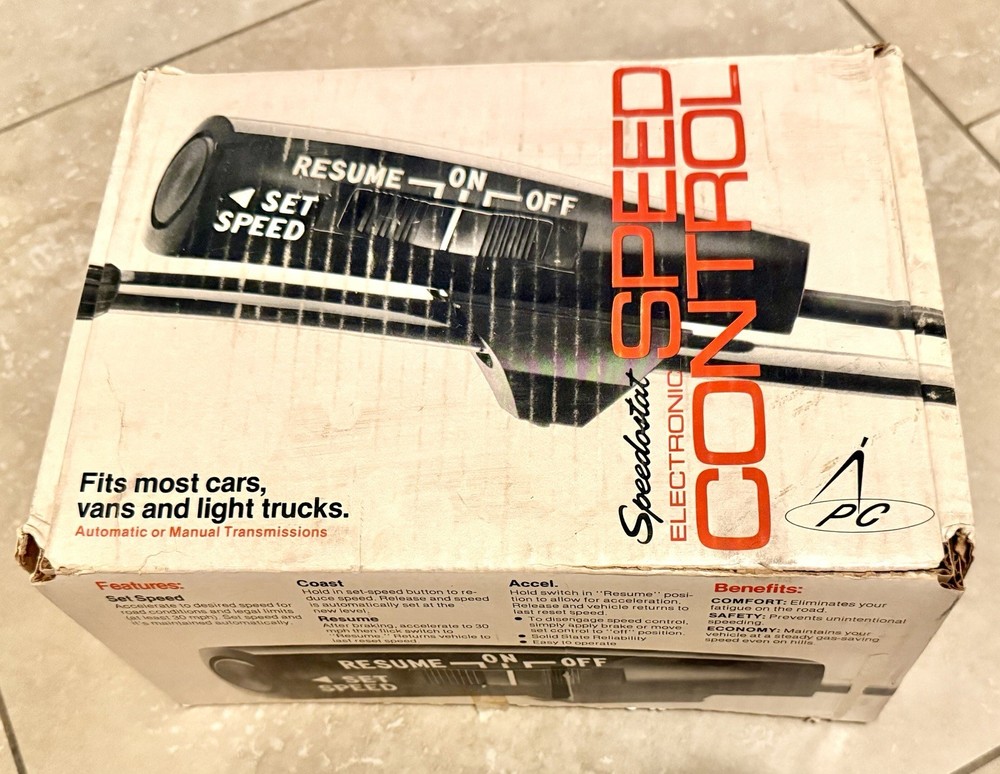 RESUME ON OFF
◄ SET
SPEED
Speedostat
ELECTRONIC
SPEED
CONTROL
APC
Fits most cars,
vans and light trucks.
Automatic or Manual Transmissions
Features:
Set Speed
Accelerate to desired speed for
road conditions and legal limits
(at least 30 mph). Set speed and
it's maintained automatically.
Coast
Hold in set-speed button to re-
duce speed. Release and speed
is automatically set at the
new level.
Resume
After braking, accelerate to 30
mph then flick switch to
"Resume." Returns vehicle to
reset speed.
Accel.
Hold switch in "Resume" posi-
tion to allow for acceleration.
Release and vehicle returns to
last reset speed.
• To disengage speed control,
simply apply brake or move
set control to "off" position.
• Solid State Reliability
• Easy to operate
Benefits:
COMFORT: Eliminates your
fatigue on the road.
SAFETY: Prevents unintentional
speeding.
ECONOMY: Maintains your
vehicle at a steady gas-saving
speed even on hills.
RESUME ON OFF
◄ SET
SPEED